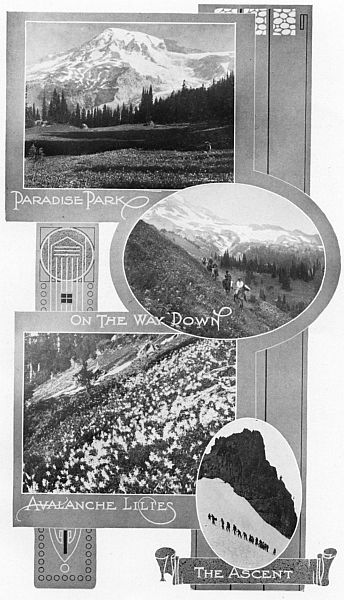 PARADISE PARK
ON THE WAY DOWN
AVALANCHE LILIES
THE ASCENT